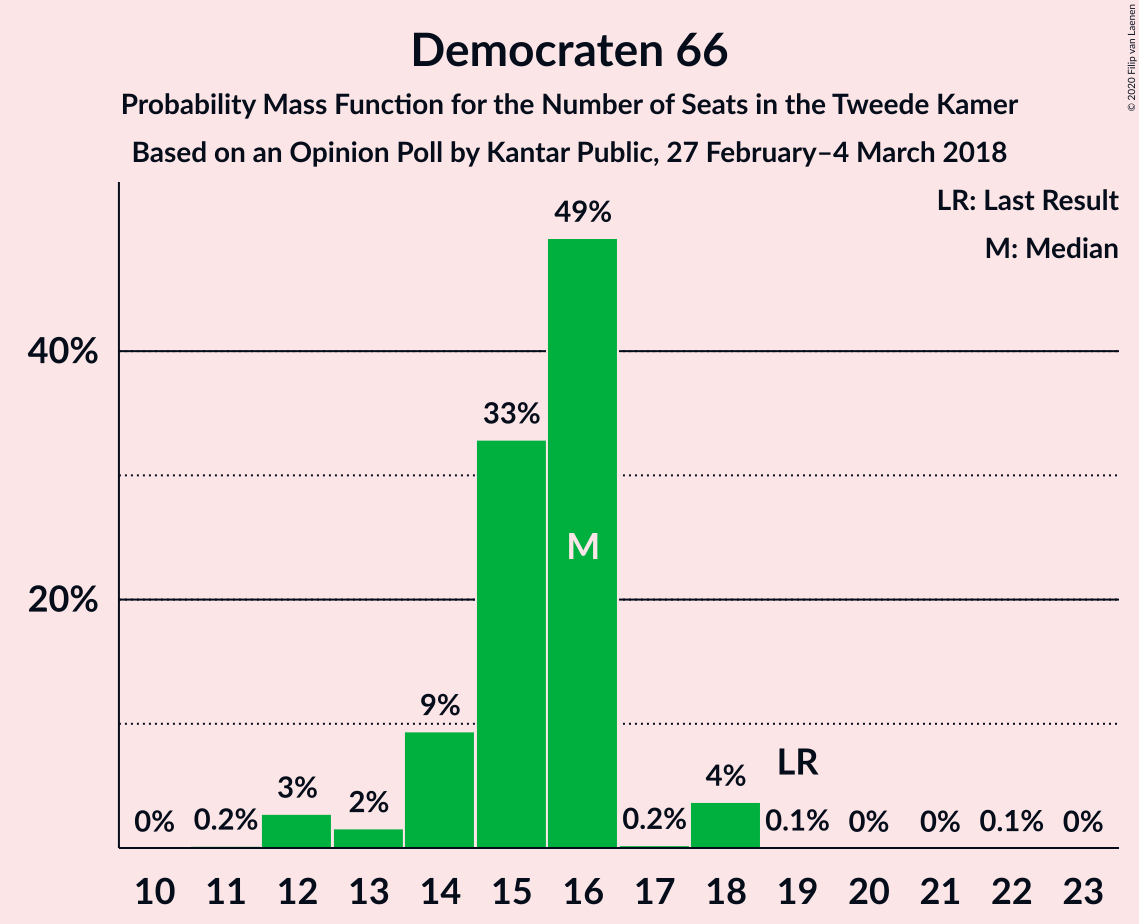 Democraten 66
Probability Mass Function for the Number of Seats in the Tweede Kamer
Based on an Opinion Poll by Kantar Public, 27 February–4 March 2018
© 2020 Filip van Laenen
LR: Last Result
M: Median
49%
40%
33%
M
20%
9%
LR
4%
3%
2%
0% 0.2% 0.2% 0.1% 0% 0% 0.1% 0%
10 11 12 13 14 15 16 17 18 19 20 21 22 23